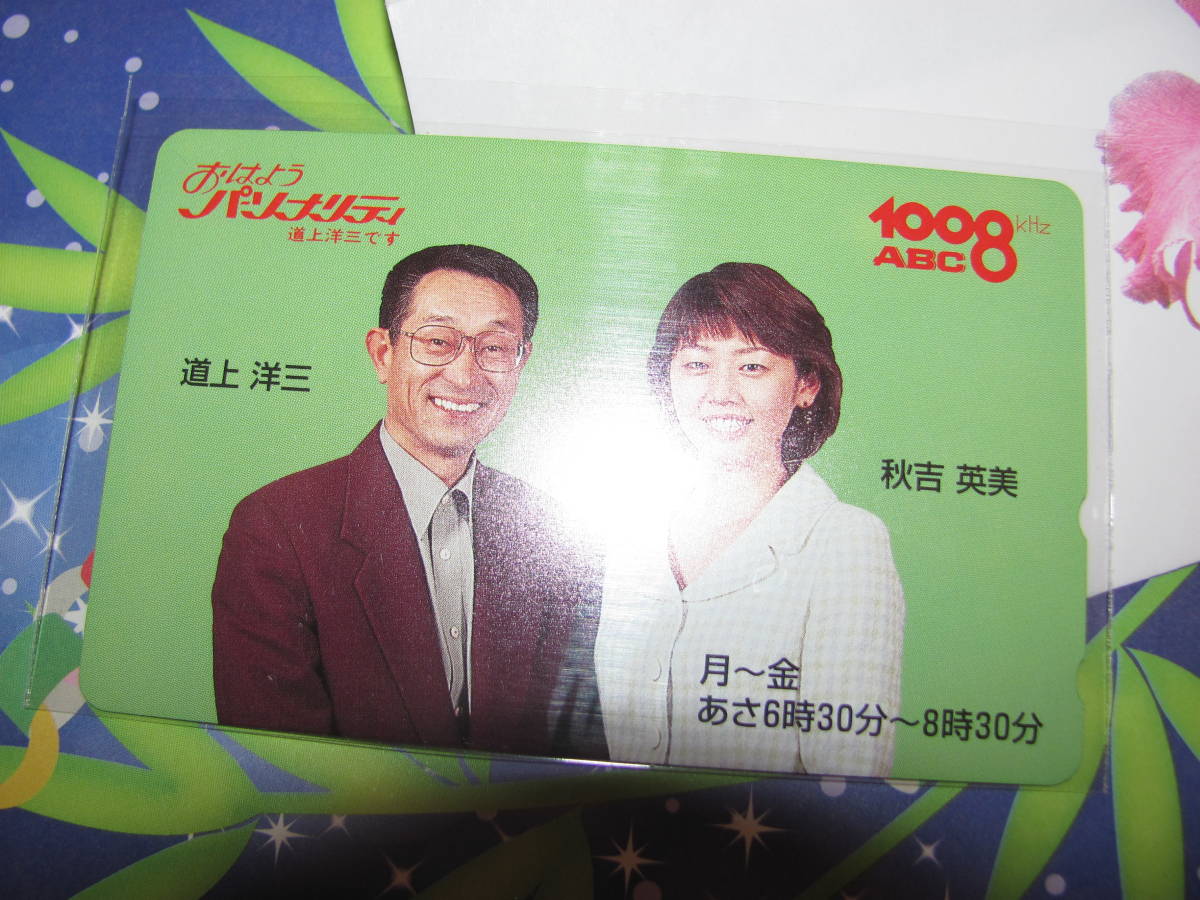 おはよう
パーソナリティ
道上洋三です
1008kHz
ABC
道上 洋三
秋吉 英美
月～金
あさ6時30分～8時30分